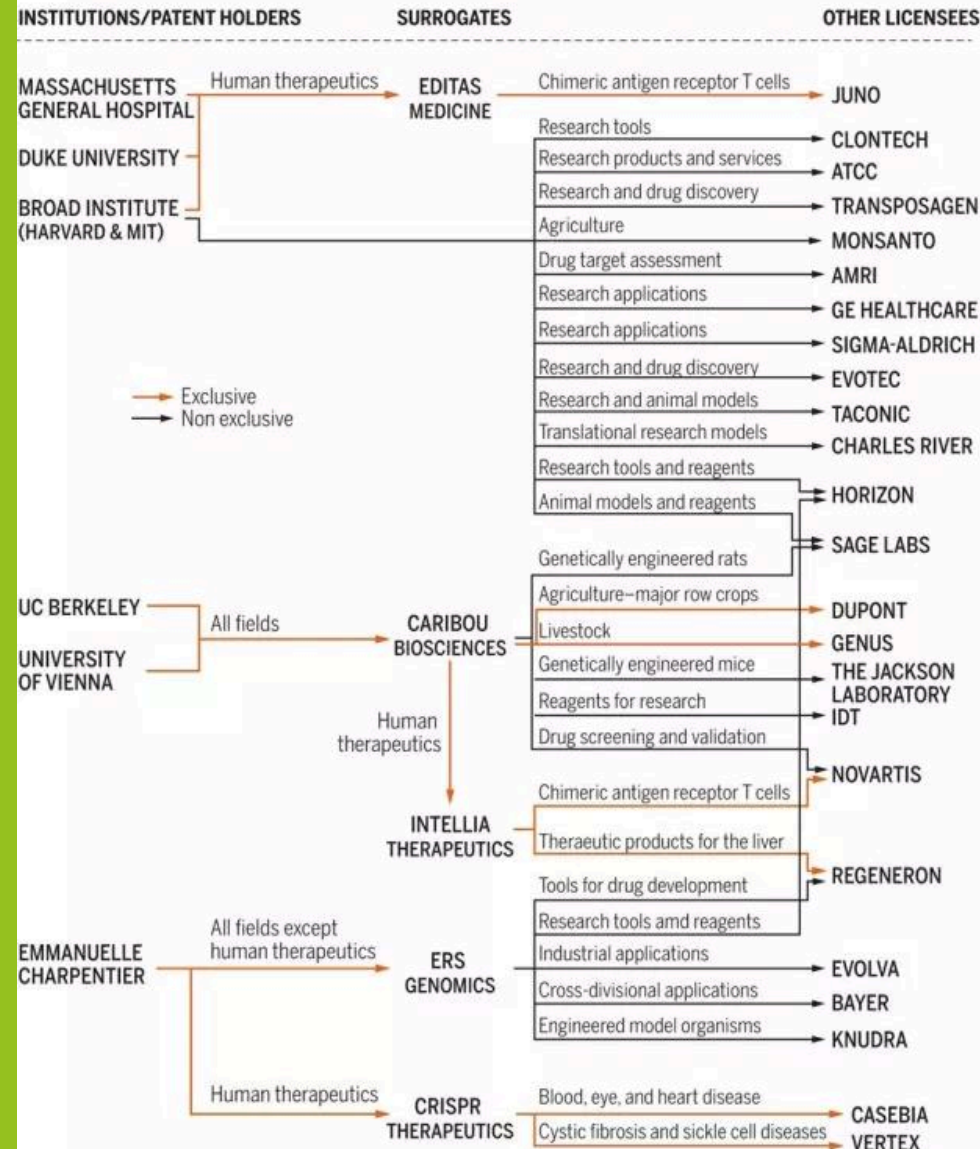 INSTITUTIONS/PATENT HOLDERS
SURROGATES
OTHER LICENSEES
MASSACHUSETTS
GENERAL HOSPITAL
DUKE UNIVERSITY
BROAD INSTITUTE
(HARVARD & MIT)
Human therapeutics
EDITAS
MEDICINE
Chimeric antigen receptor T cells
JUNO
Research tools
CLONTECH
Research products and services
ATCC
Research and drug discovery
TRANSPOSAGEN
Agriculture
MONSANTO
Drug target assessment
AMRI
Research applications
GE HEALTHCARE
Research applications
SIGMA-ALDRICH
Research and drug discovery
EVOTEC
Research and animal models
TACONIC
Translational research models
CHARLES RIVER
Research tools and reagents
HORIZON
Animal models and reagents
SAGE LABS
Exclusive
Non exclusive
UC BERKELEY
UNIVERSITY
OF VIENNA
All fields
CARIBOU
BIOSCIENCES
Genetically engineered rats
Agriculture–major row crops
DUPONT
Livestock
GENUS
Genetically engineered mice
THE JACKSON
LABORATORY
Reagents for research
IDT
Drug screening and validation
NOVARTIS
Human
therapeutics
INTELLIA
THERAPEUTICS
Chimeric antigen receptor T cells
Theraeutic products for the liver
REGENERON
EMMANUELLE
CHARPENTIER
All fields except
human therapeutics
ERS
GENOMICS
Tools for drug development
Research tools amd reagents
Industrial applications
EVOLVA
Cross-divisional applications
BAYER
Engineered model organisms
KNUDRA
Human therapeutics
CRISPR
THERAPEUTICS
Blood, eye, and heart disease
CASEBIA
Cystic fibrosis and sickle cell diseases
VERTEX